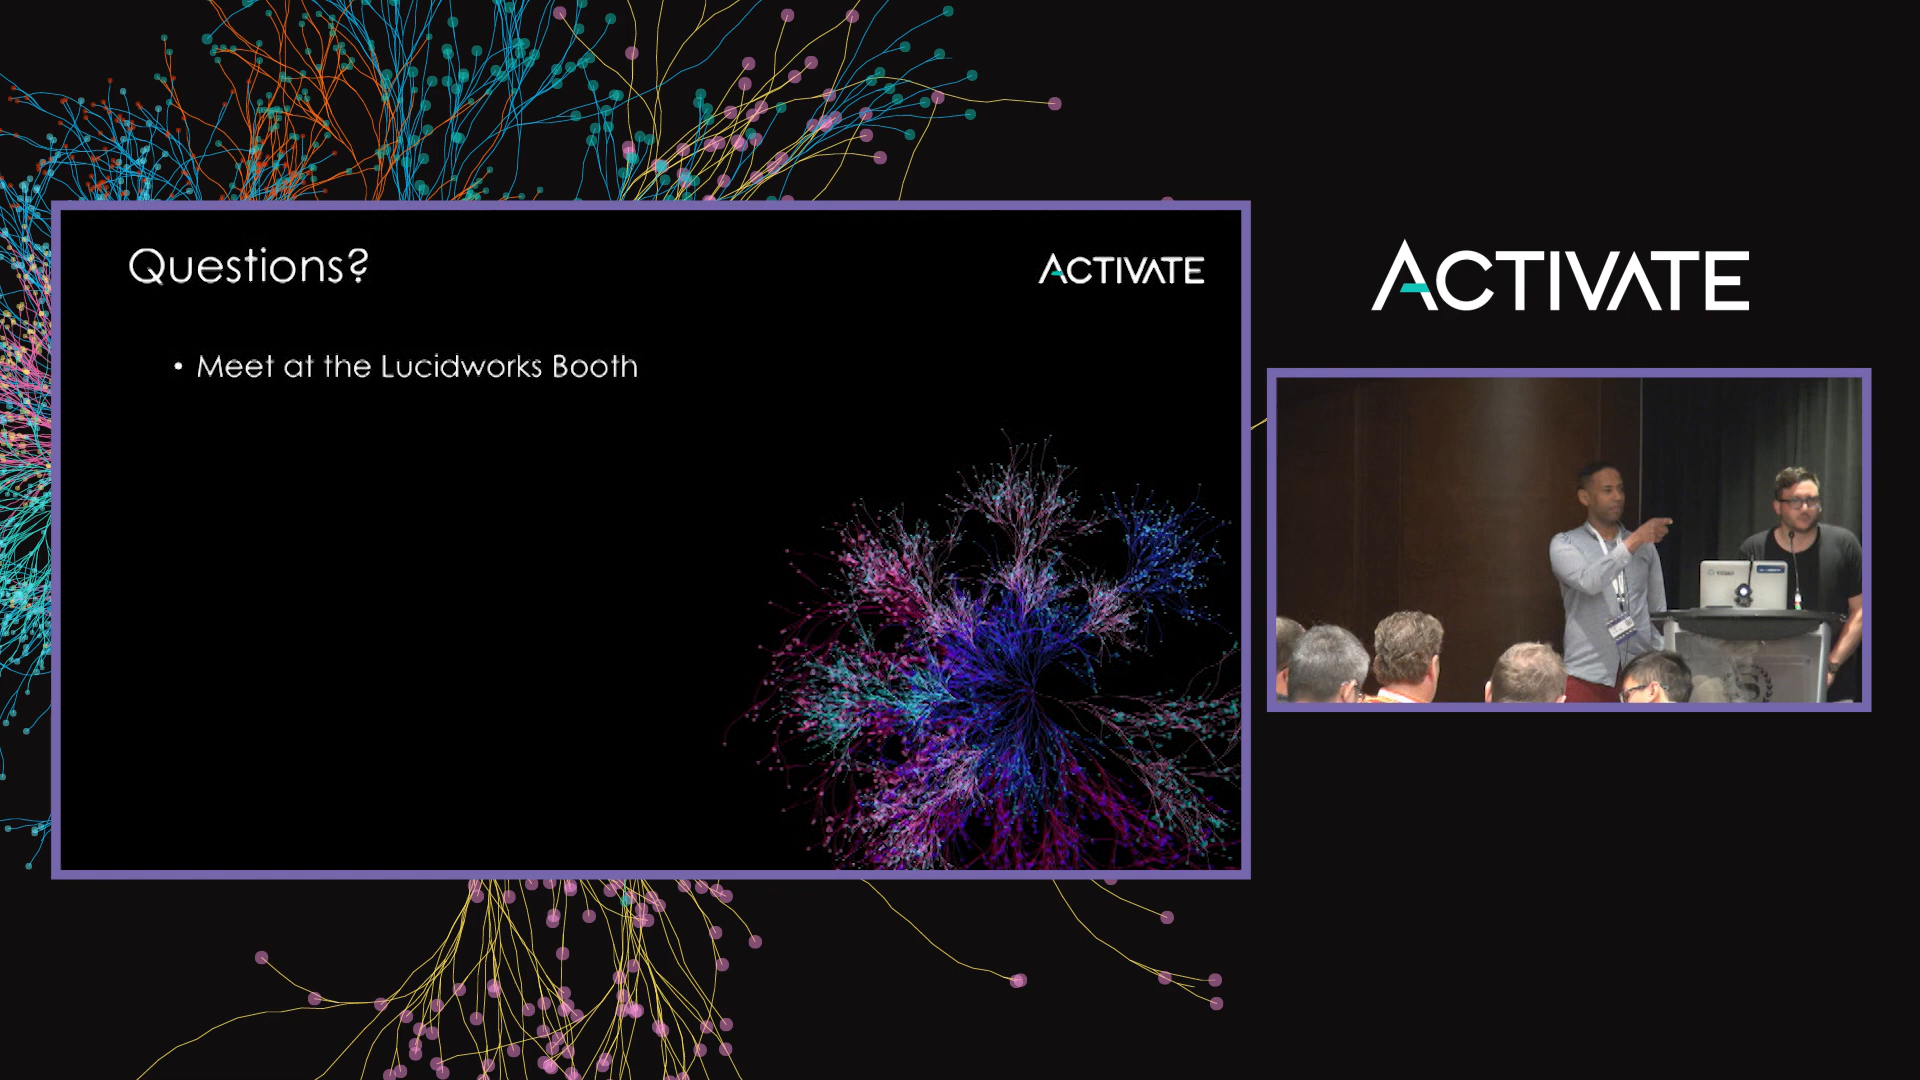 Questions?
ACTIVATE
• Meet at the Lucidworks Booth
ACTIVATE